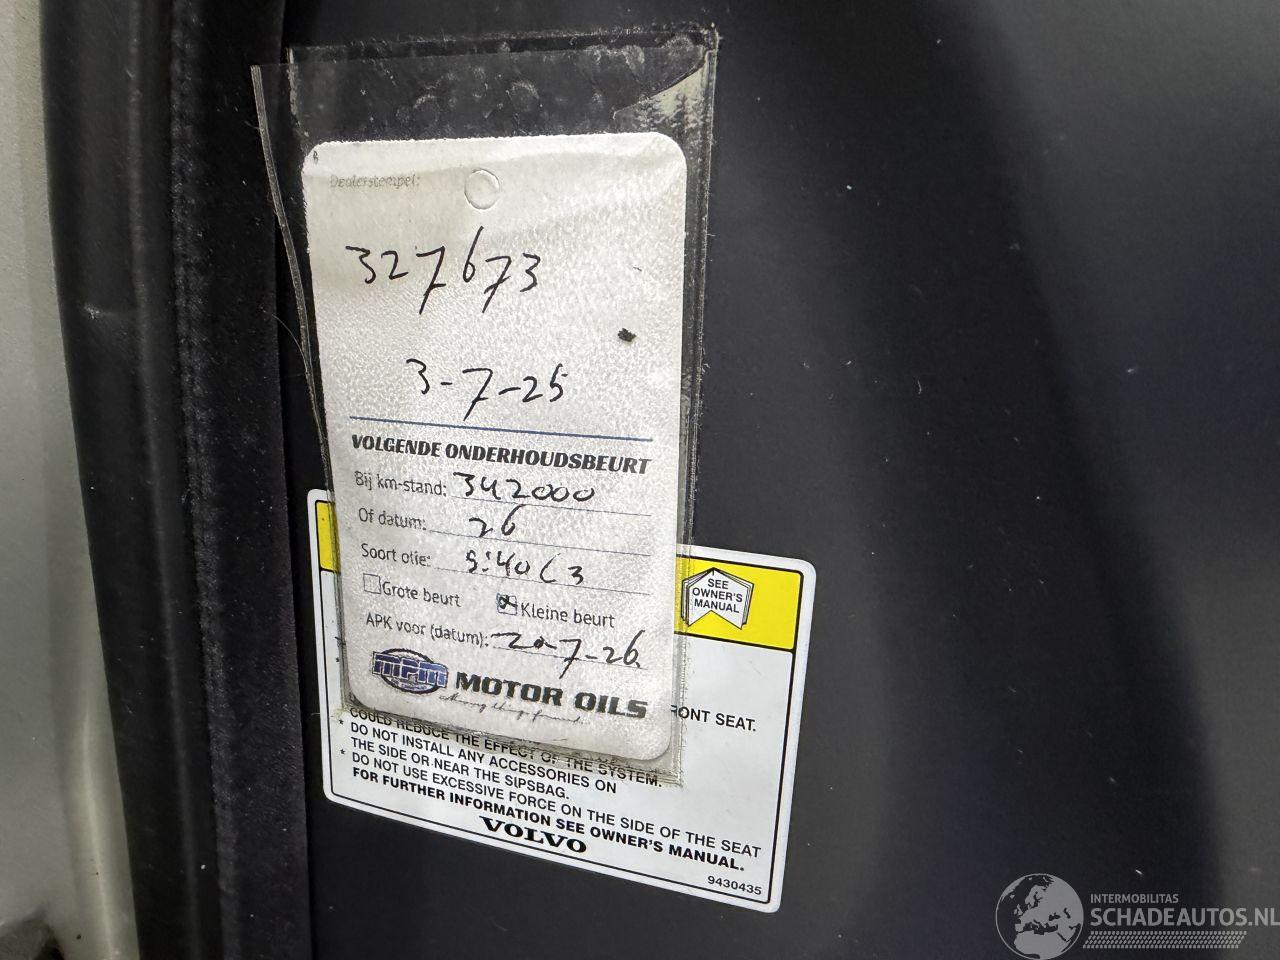 Dealerstempel:
327673
3-7-25
VOLGENDE ONDERHOUDSBEURT
Bij km-stand: 342000
Of datum: 26
Soort olie: 5:40 C3
Grote beurt Kleine beurt
APK voor (datum): 20-7-26
mpm MOTOR OILS
SEE
OWNER'S
MANUAL
FRONT SEAT.
COULD REDUCE THE EFFECT OF THE SYSTEM.
* DO NOT INSTALL ANY ACCESSORIES ON
THE SIDE OR NEAR THE SIPSBAG.
* DO NOT USE EXCESSIVE FORCE ON THE SIDE OF THE SEAT
FOR FURTHER INFORMATION SEE OWNER'S MANUAL.
VOLVO
9430435
INTERMOBILITAS
SCHADEAUTOS.NL